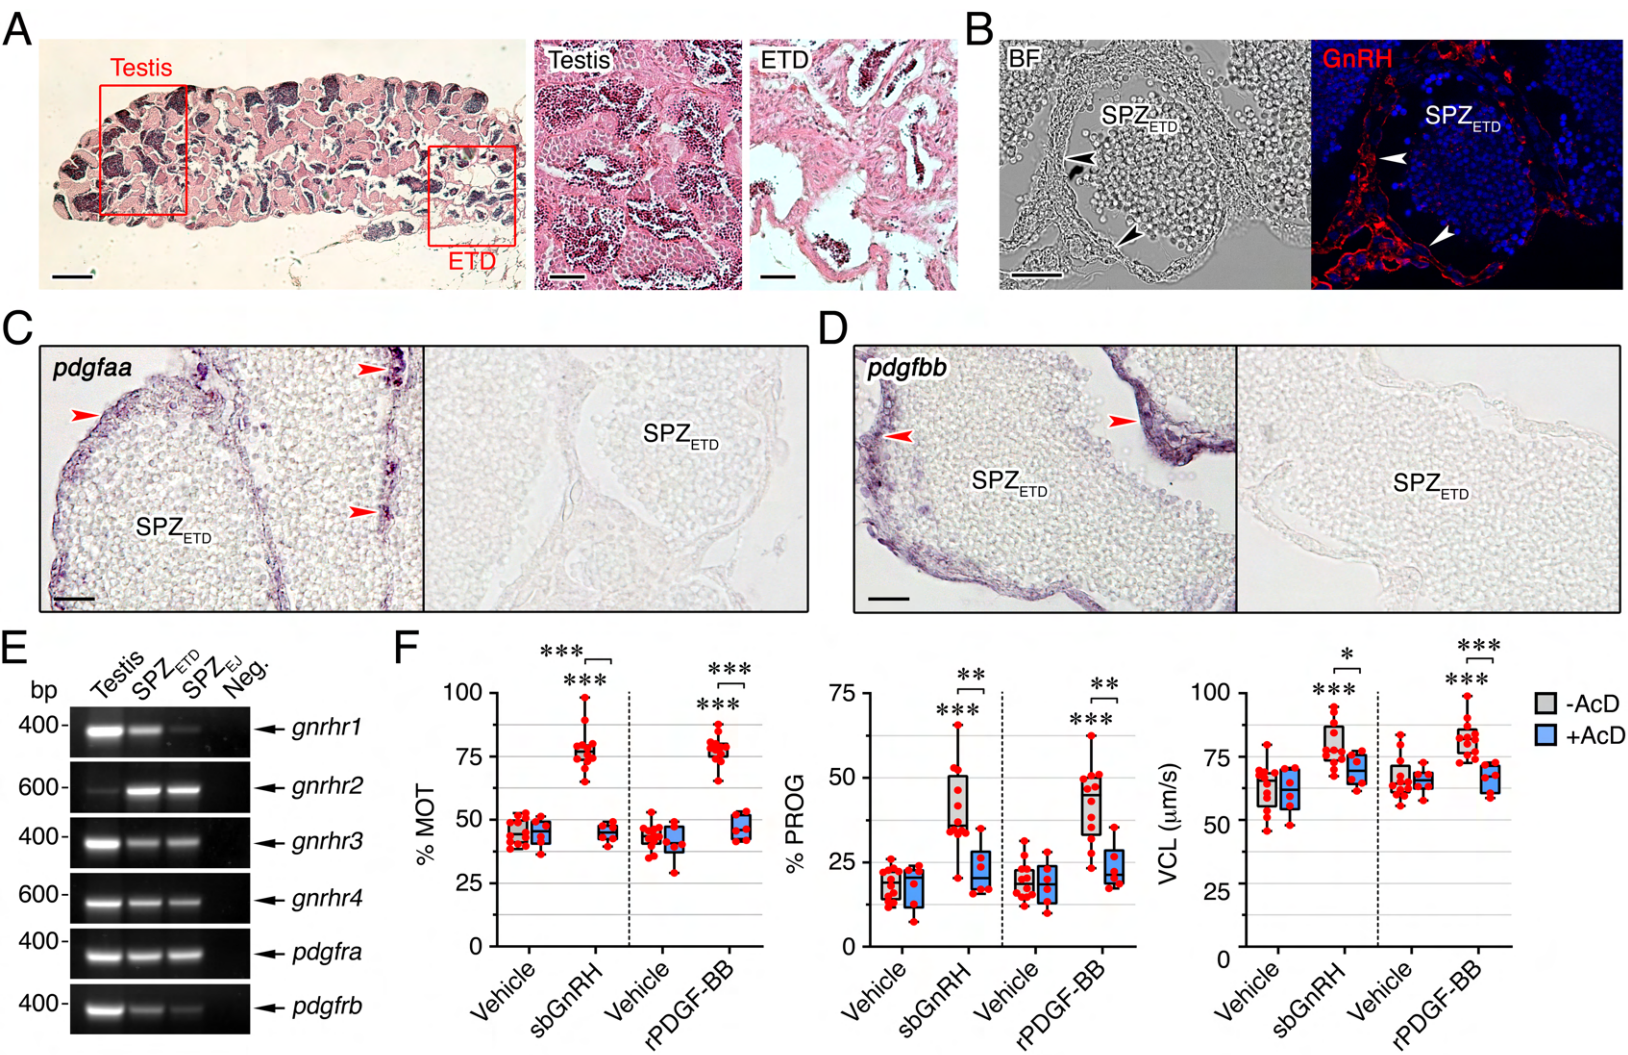 A
Testis
ETD
Testis
ETD
B
BF
SPZETD
GnRH
SPZETD
C
pdgfaa
SPZETD
SPZETD
D
pdgfbb
SPZETD
SPZETD
E
bp
Testis
SPZETD
SPZEJ
Neg.
400-
gnrhr1
600-
gnrhr2
400-
gnrhr3
600-
gnrhr4
400-
pdgfra
400-
pdgfrb
F
% MOT
100
75
50
25
0
***
***
***
***
Vehicle
sbGnRH
Vehicle
rPDGF-BB
% PROG
75
50
25
0
**
***
**
***
Vehicle
sbGnRH
Vehicle
rPDGF-BB
VCL (µm/s)
100
75
50
25
0
*
***
***
***
Vehicle
sbGnRH
Vehicle
rPDGF-BB
-AcD
+AcD